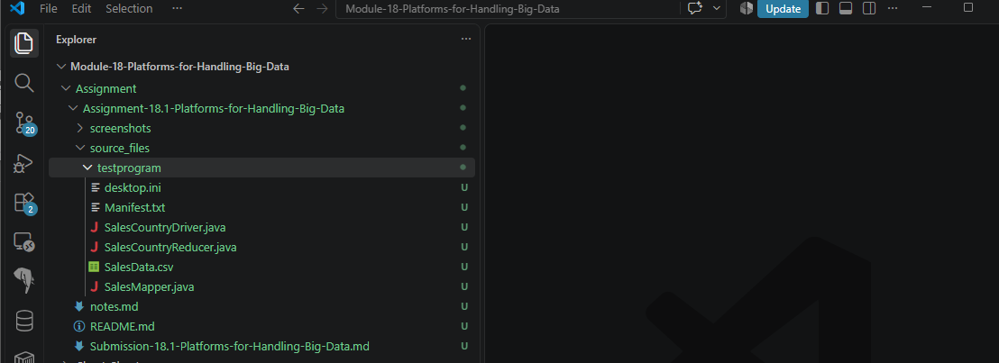 File Edit Selection ... Module-18-Platforms-for-Handling-Big-Data Update ...
Explorer ...
Module-18-Platforms-for-Handling-Big-Data
Assignment
Assignment-18.1-Platforms-for-Handling-Big-Data
screenshots
20
source_files
testprogram
desktop.ini U
2
Manifest.txt U
SalesCountryDriver.java U
SalesCountryReducer.java U
SalesData.csv U
SalesMapper.java U
notes.md U
README.md U
Submission-18.1-Platforms-for-Handling-Big-Data.md U